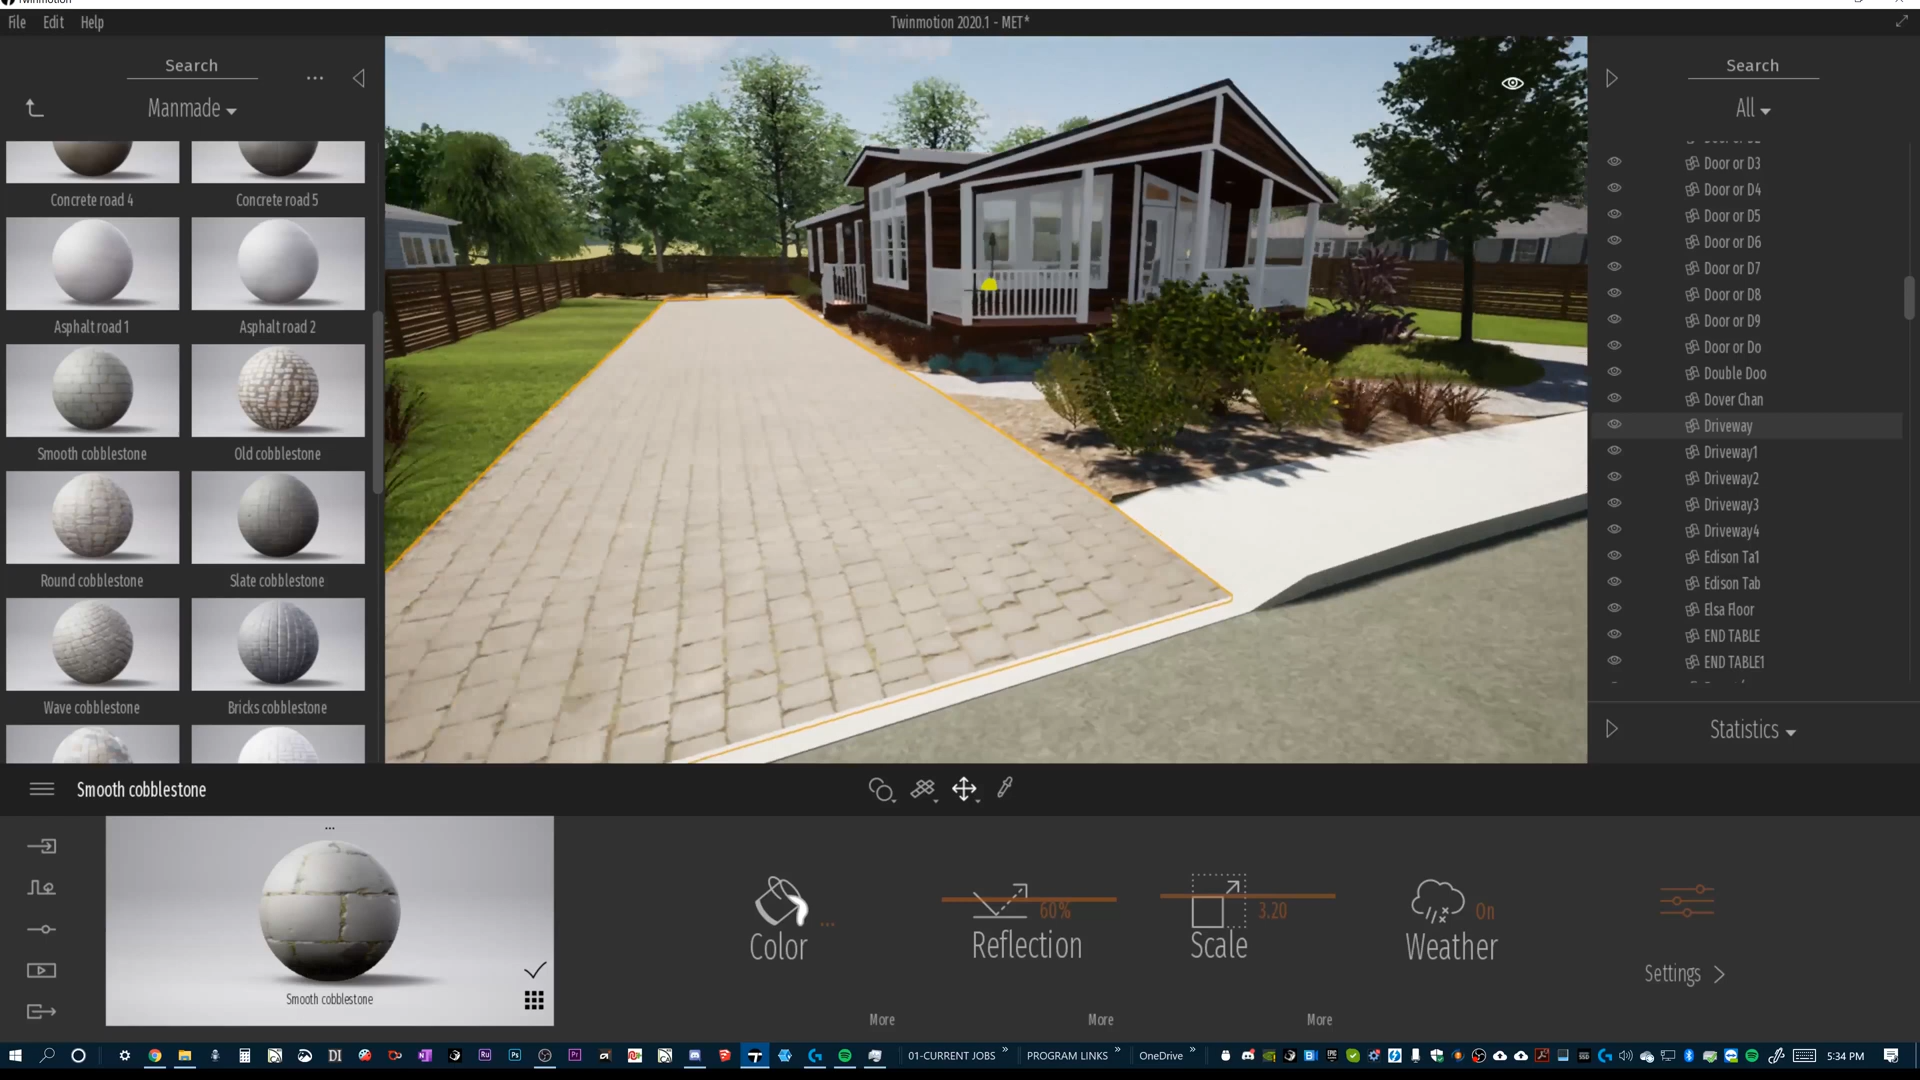 Twinmotion
File Edit Help
Twinmotion 2020.1 - MET*
Search
...
Manmade
Concrete road 4
Concrete road 5
Asphalt road 1
Asphalt road 2
Smooth cobblestone
Old cobblestone
Round cobblestone
Slate cobblestone
Wave cobblestone
Bricks cobblestone
Search
All
Door or D3
Door or D4
Door or D5
Door or D6
Door or D7
Door or D8
Door or D9
Door or Do
Double Doo
Dover Chan
Driveway
Driveway1
Driveway2
Driveway3
Driveway4
Edison Ta1
Edison Tab
Elsa Floor
END TABLE
END TABLE1
Statistics
Smooth cobblestone
...
Smooth cobblestone
Color ...
More
60%
Reflection
More
3.20
Scale
More
On
Weather
Settings
01-CURRENT JOBS
PROGRAM LINKS
OneDrive
5:34 PM